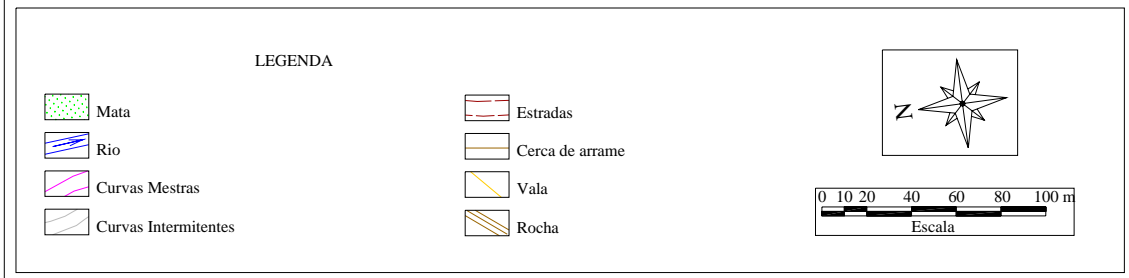 LEGENDA
Mata
Rio
Curvas Mestras
Curvas Intermitentes
Estradas
Cerca de arrame
Vala
Rocha
N
0 10 20 40 60 80 100 m
Escala